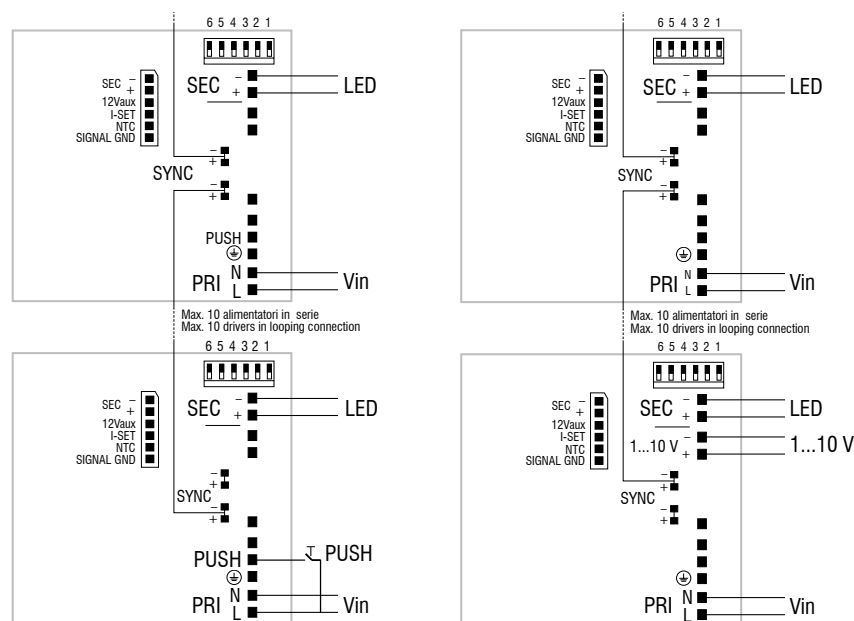 6 5 4 3 2 1
SEC −
+
12Vaux
I-SET
NTC
SIGNAL GND
SEC −
+
LED
−
+
SYNC
−
+
PUSH
N
PRI
L
Vin
Max. 10 alimentatori in serie
Max. 10 drivers in looping connection
6 5 4 3 2 1
SEC −
+
12Vaux
I-SET
NTC
SIGNAL GND
SEC −
+
LED
−
+
SYNC
−
+
PUSH
PUSH
N
PRI
L
Vin
6 5 4 3 2 1
SEC −
+
12Vaux
I-SET
NTC
SIGNAL GND
SEC −
+
LED
−
+
SYNC
−
+
N
PRI
L
Vin
Max. 10 alimentatori in serie
Max. 10 drivers in looping connection
6 5 4 3 2 1
SEC −
+
12Vaux
I-SET
NTC
SIGNAL GND
SEC −
+
LED
1...10 V −
+
1...10 V
−
+
SYNC
−
+
N
PRI
L
Vin